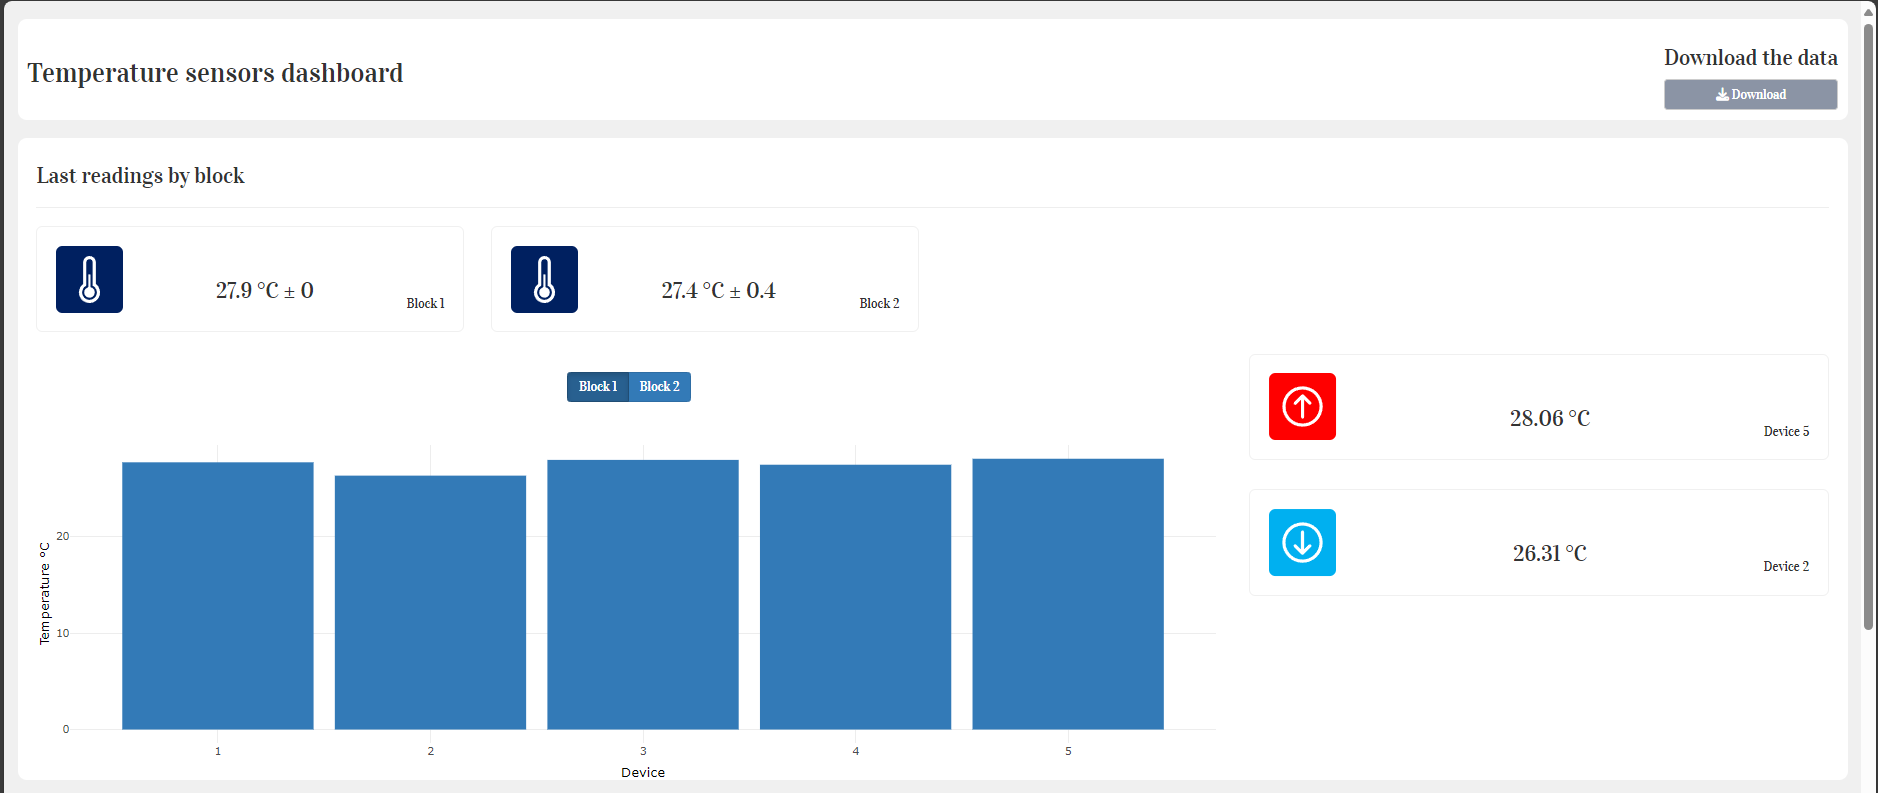 Temperature sensors dashboard
Download the data
Download
Last readings by block
27.9 °C ± 0
Block 1
27.4 °C ± 0.4
Block 2
Block 1
Block 2
28.06 °C
Device 5
26.31 °C
Device 2
Temperature °C
20
10
0
1
2
3
4
5
Device